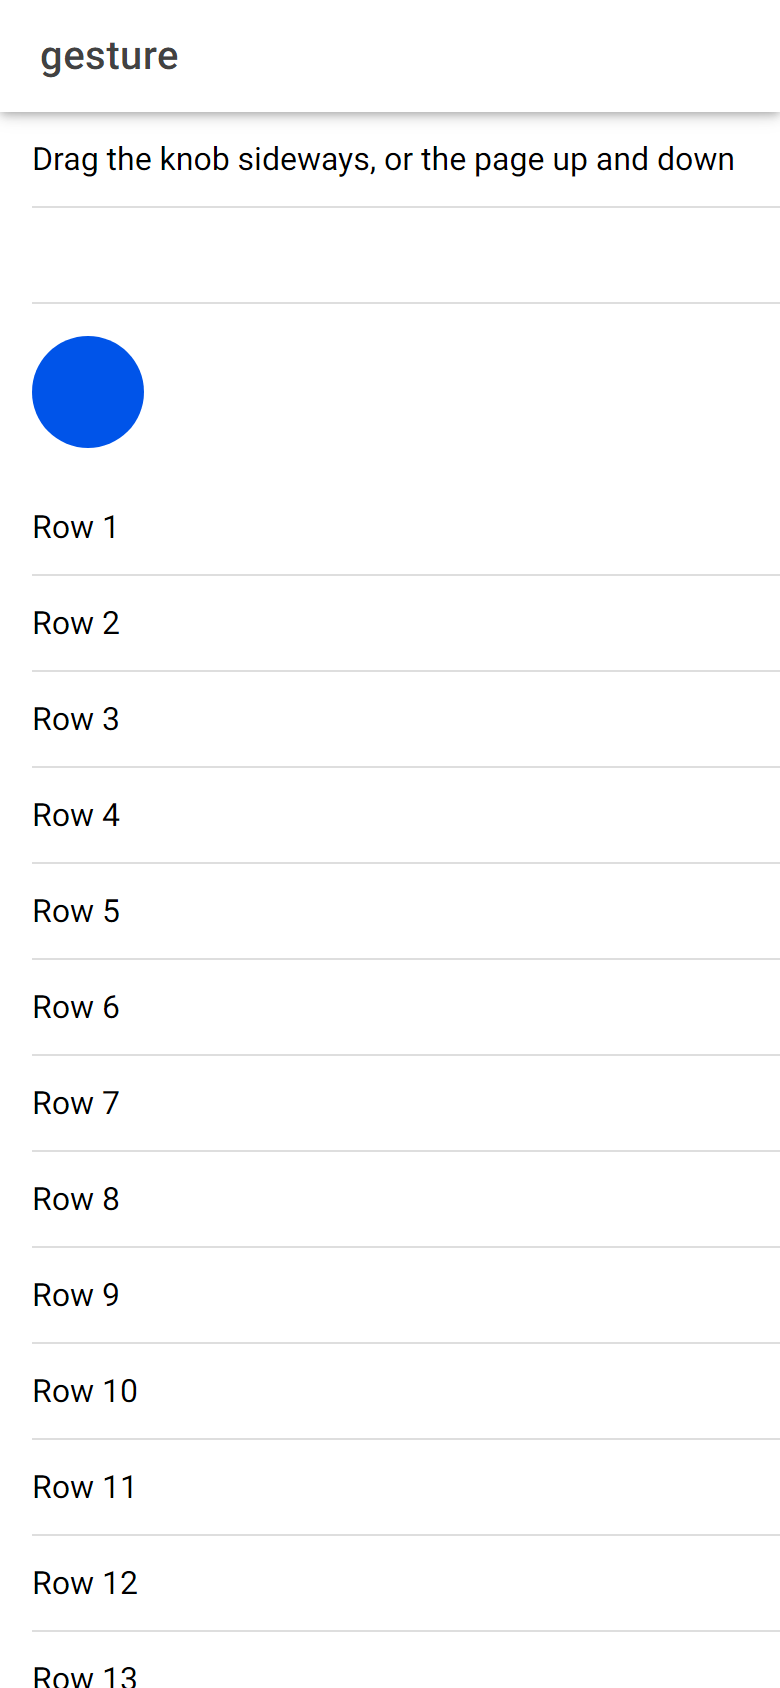 gesture
Drag the knob sideways, or the page up and down
Row 1
Row 2
Row 3
Row 4
Row 5
Row 6
Row 7
Row 8
Row 9
Row 10
Row 11
Row 12
Row 13